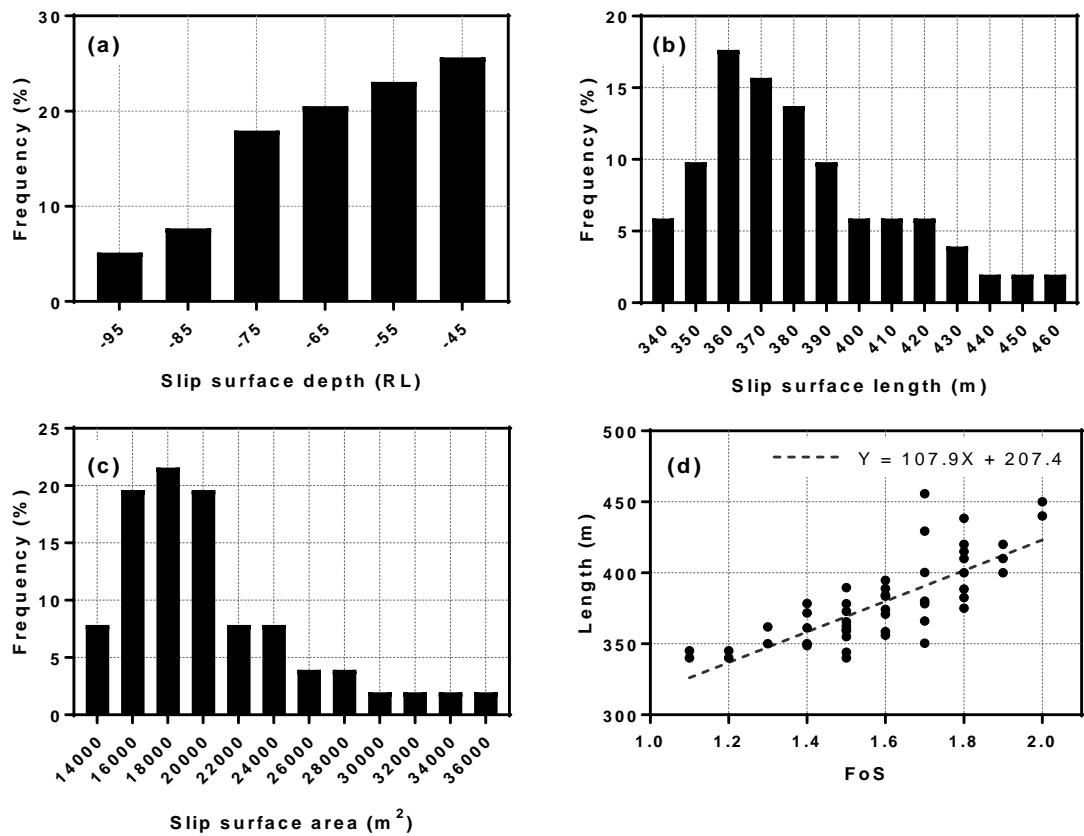 (a)
Frequency (%)
30
20
10
0
-95 -85 -75 -65 -55 -45
Slip surface depth (RL)
(b)
Frequency (%)
20
15
10
5
0
340 350 360 370 380 390 400 410 420 430 440 450 460
Slip surface length (m)
(c)
Frequency (%)
25
20
15
10
5
0
14000 16000 18000 20000 22000 24000 26000 28000 30000 32000 34000 36000
Slip surface area (m²)
(d)
Y = 107.9X + 207.4
Length (m)
500
450
400
350
300
1.0 1.2 1.4 1.6 1.8 2.0
FoS